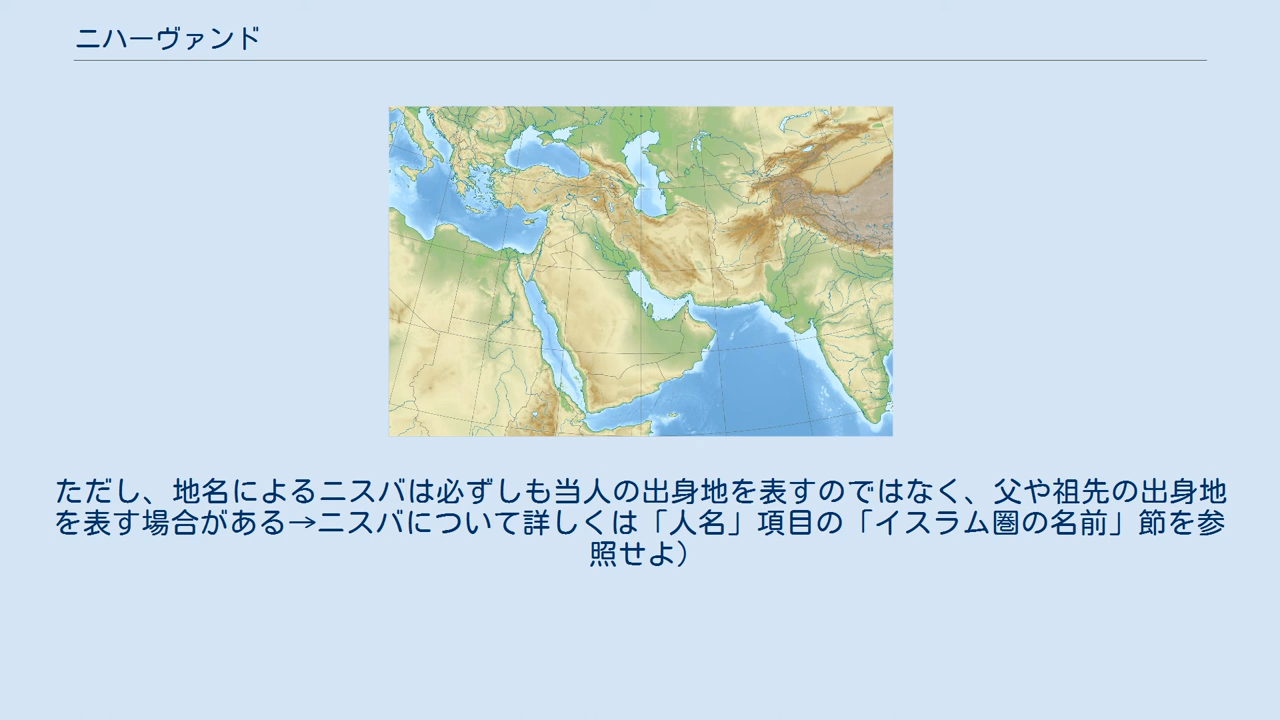 ニハーヴァンド
ただし、地名によるニスバは必ずしも当人の出身地を表すのではなく、父や祖先の出身地
を表す場合がある→ニスバについて詳しくは「人名」項目の「イスラム圏の名前」節を参
照せよ）